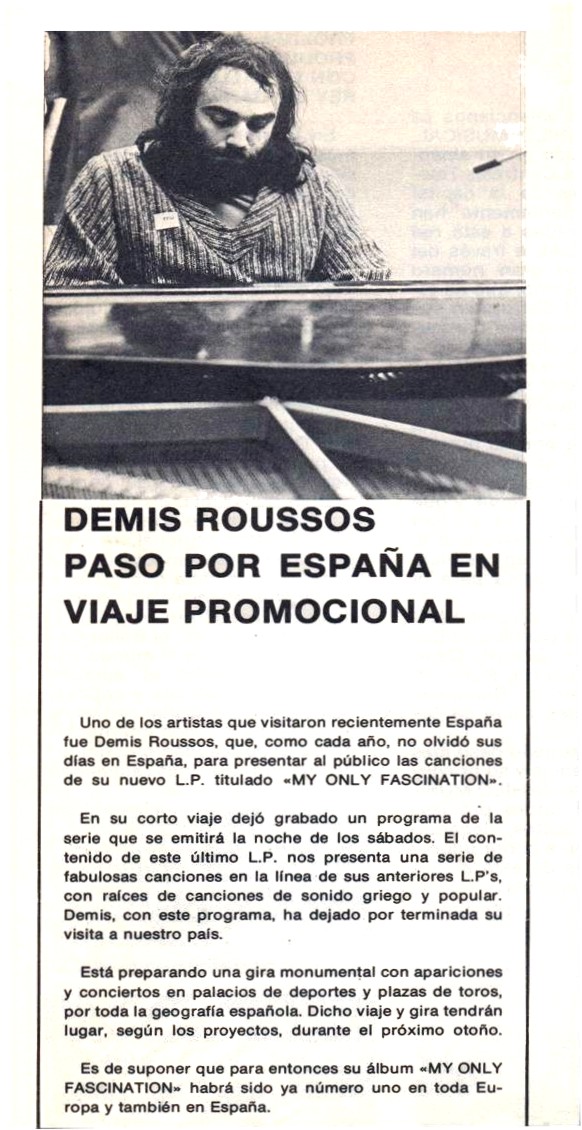 DEMIS ROUSSOS
PASO POR ESPAÑA EN
VIAJE PROMOCIONAL
Uno de los artistas que visitaron recientemente España
fue Demis Roussos, que, como cada año, no olvidó sus
días en España, para presentar al público las canciones
de su nuevo L.P. titulado «MY ONLY FASCINATION».
En su corto viaje dejó grabado un programa de la
serie que se emitirá la noche de los sábados. El con-
tenido de este último L.P. nos presenta una serie de
fabulosas canciones en la línea de sus anteriores L.P's,
con raíces de canciones de sonido griego y popular.
Demis, con este programa, ha dejado por terminada su
visita a nuestro país.
Está preparando una gira monumental con apariciones
y conciertos en palacios de deportes y plazas de toros,
por toda la geografía española. Dicho viaje y gira tendrán
lugar, según los proyectos, durante el próximo otoño.
Es de suponer que para entonces su álbum «MY ONLY
FASCINATION» habrá sido ya número uno en toda Eu-
ropa y también en España.